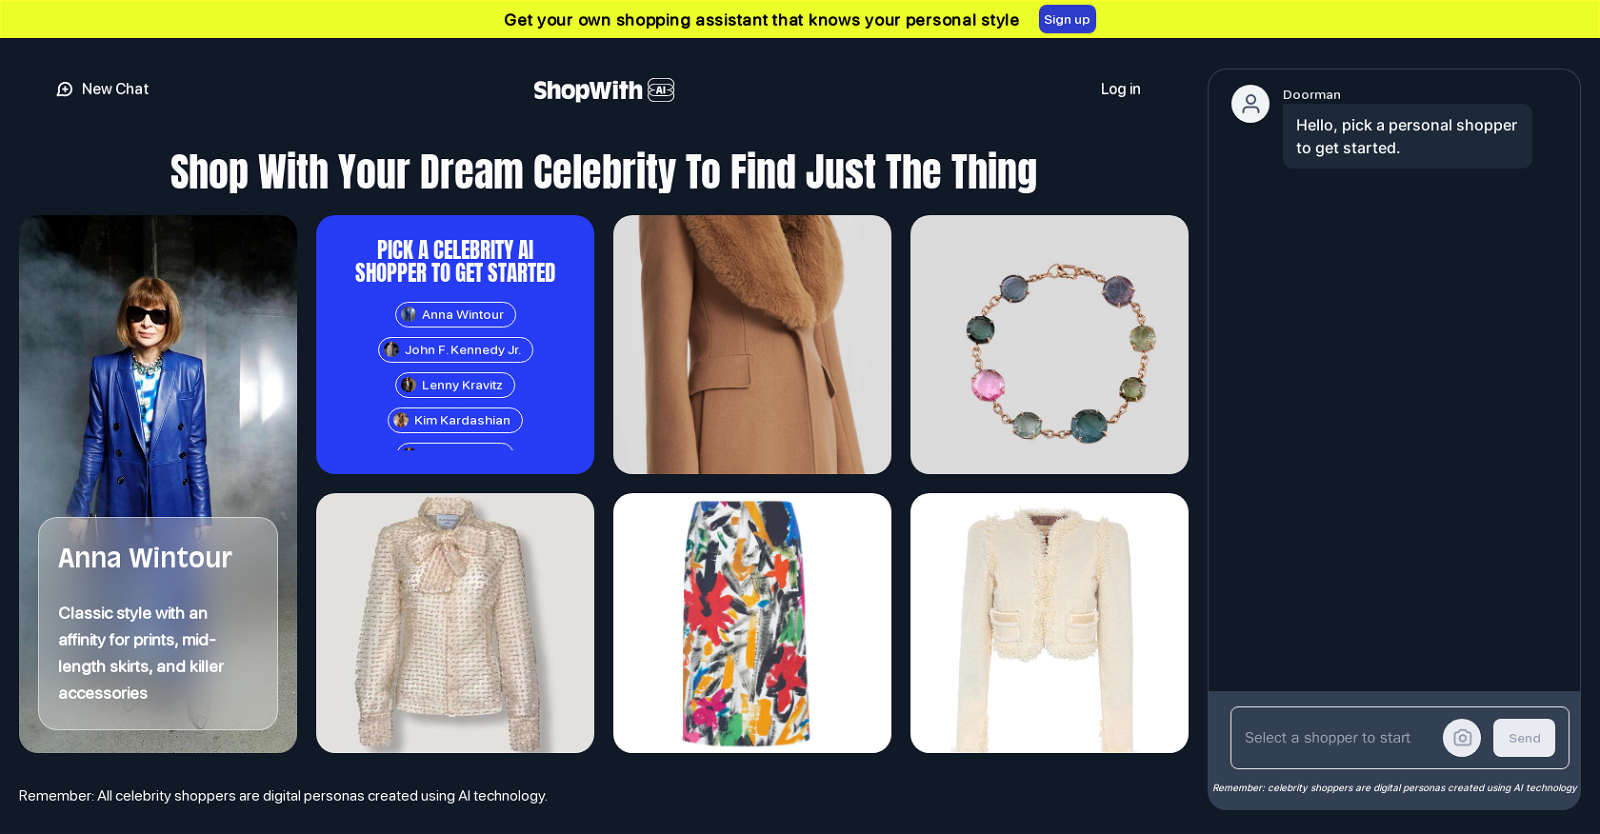 Get your own shopping assistant that knows your personal style
Sign up
New Chat
ShopWith AI
Log in
Shop With Your Dream Celebrity To Find Just The Thing
PICK A CELEBRITY AI
SHOPPER TO GET STARTED
Anna Wintour
John F. Kennedy Jr.
Lenny Kravitz
Kim Kardashian
Anna Wintour
Classic style with an
affinity for prints, mid-
length skirts, and killer
accessories
Remember: All celebrity shoppers are digital personas created using AI technology.
Doorman
Hello, pick a personal shopper
to get started.
Select a shopper to start
Send
Remember: celebrity shoppers are digital personas created using AI technology